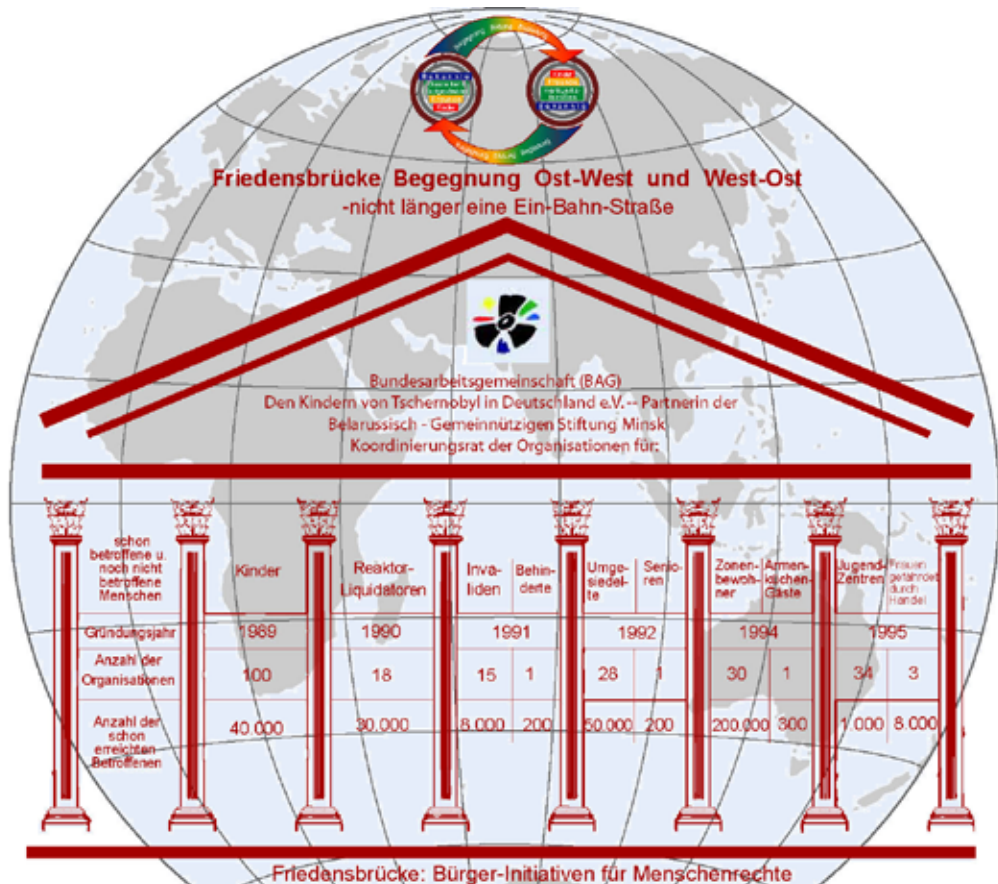 Friedensbrücke Begegnung Ost-West und West-Ost
-nicht länger eine Ein-Bahn-Straße
Bundesarbeitsgemeinschaft (BAG)
Den Kindern von Tschernobyl in Deutschland e.V.-- Partnerin der
Belarussisch - Gemeinnützigen Stiftung Minsk
Koordinierungsrat der Organisationen für:
schon
betroffene u.
noch nicht
betroffene
Menschen
Kinder
Reaktor-
Liquidatoren
Inva-
liden
Behin-
derte
Umge-
siedel-
te
Senio-
ren
Zonen-
bewoh-
ner
Armen-
küchen-
Gäste
Jugend-
Zentren
Frauen
gefährdet
durch
Handel
Gründungsjahr 1989 1990 1991 1992 1994 1995
Anzahl der
Organisationen 100 18 15 1 28 1 30 1 34 3
Anzahl der
schon
erreichten
Betroffenen
40.000 30.000 8.000 200 50.000 200 200.000 300 1.000 8.000
Friedensbrücke: Bürger-Initiativen für Menschenrechte